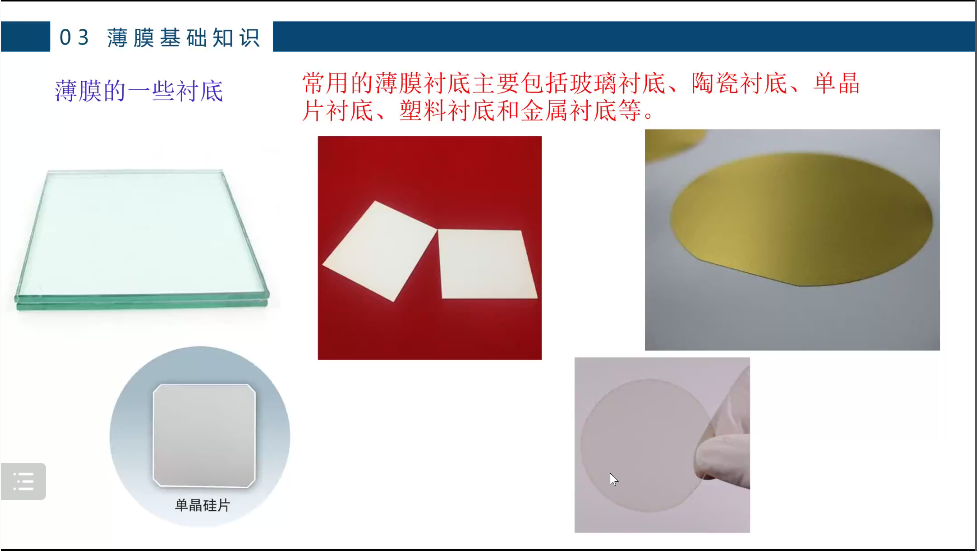 03 薄膜基础知识
薄膜的一些衬底
常用的薄膜衬底主要包括玻璃衬底、陶瓷衬底、单晶
片衬底、塑料衬底和金属衬底等。
单晶硅片